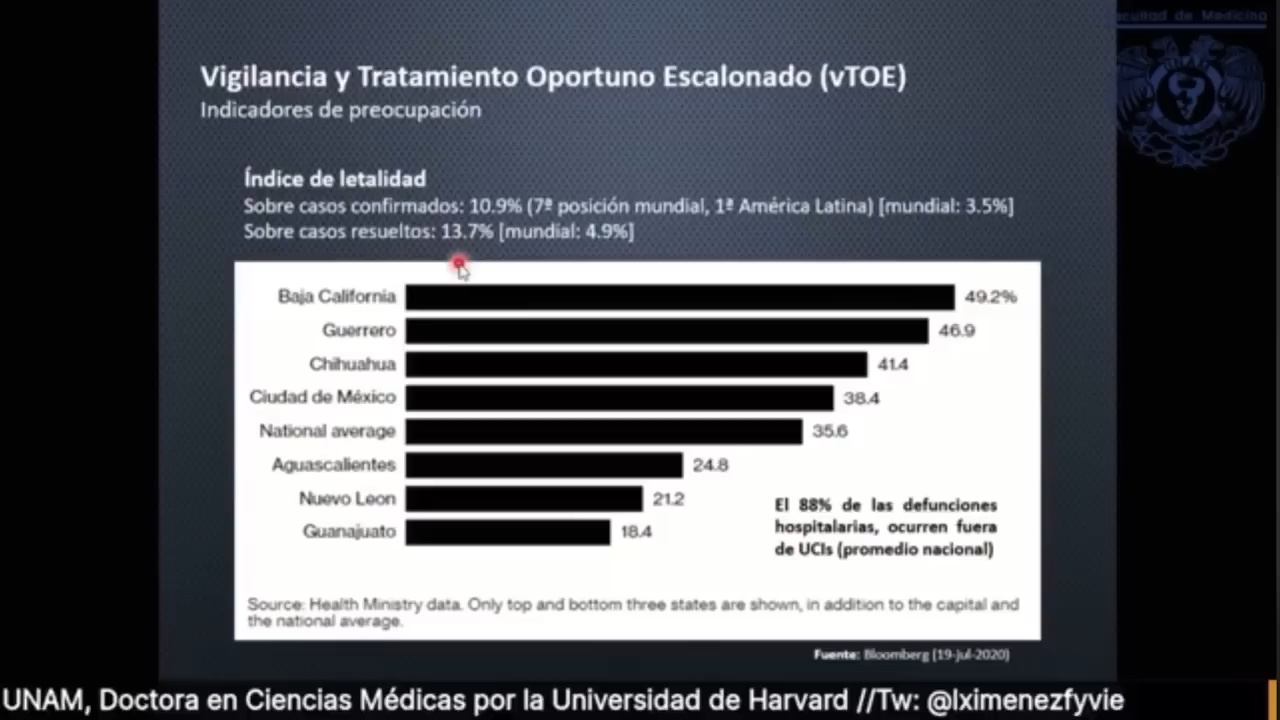 Facultad de Medicina
Vigilancia y Tratamiento Oportuno Escalonado (vTOE)
Indicadores de preocupación
Índice de letalidad
Sobre casos confirmados: 10.9% (7ª posición mundial, 1ª América Latina) [mundial: 3.5%]
Sobre casos resueltos: 13.7% [mundial: 4.9%]
Baja California 49.2%
Guerrero 46.9
Chihuahua 41.4
Ciudad de México 38.4
National average 35.6
Aguascalientes 24.8
Nuevo Leon 21.2
Guanajuato 18.4
El 88% de las defunciones
hospitalarias, ocurren fuera
de UCIs (promedio nacional)
Source: Health Ministry data. Only top and bottom three states are shown, in addition to the capital and
the national average.
Fuente: Bloomberg (19-jul-2020)
UNAM, Doctora en Ciencias Médicas por la Universidad de Harvard //Tw: @lximenezfyvie